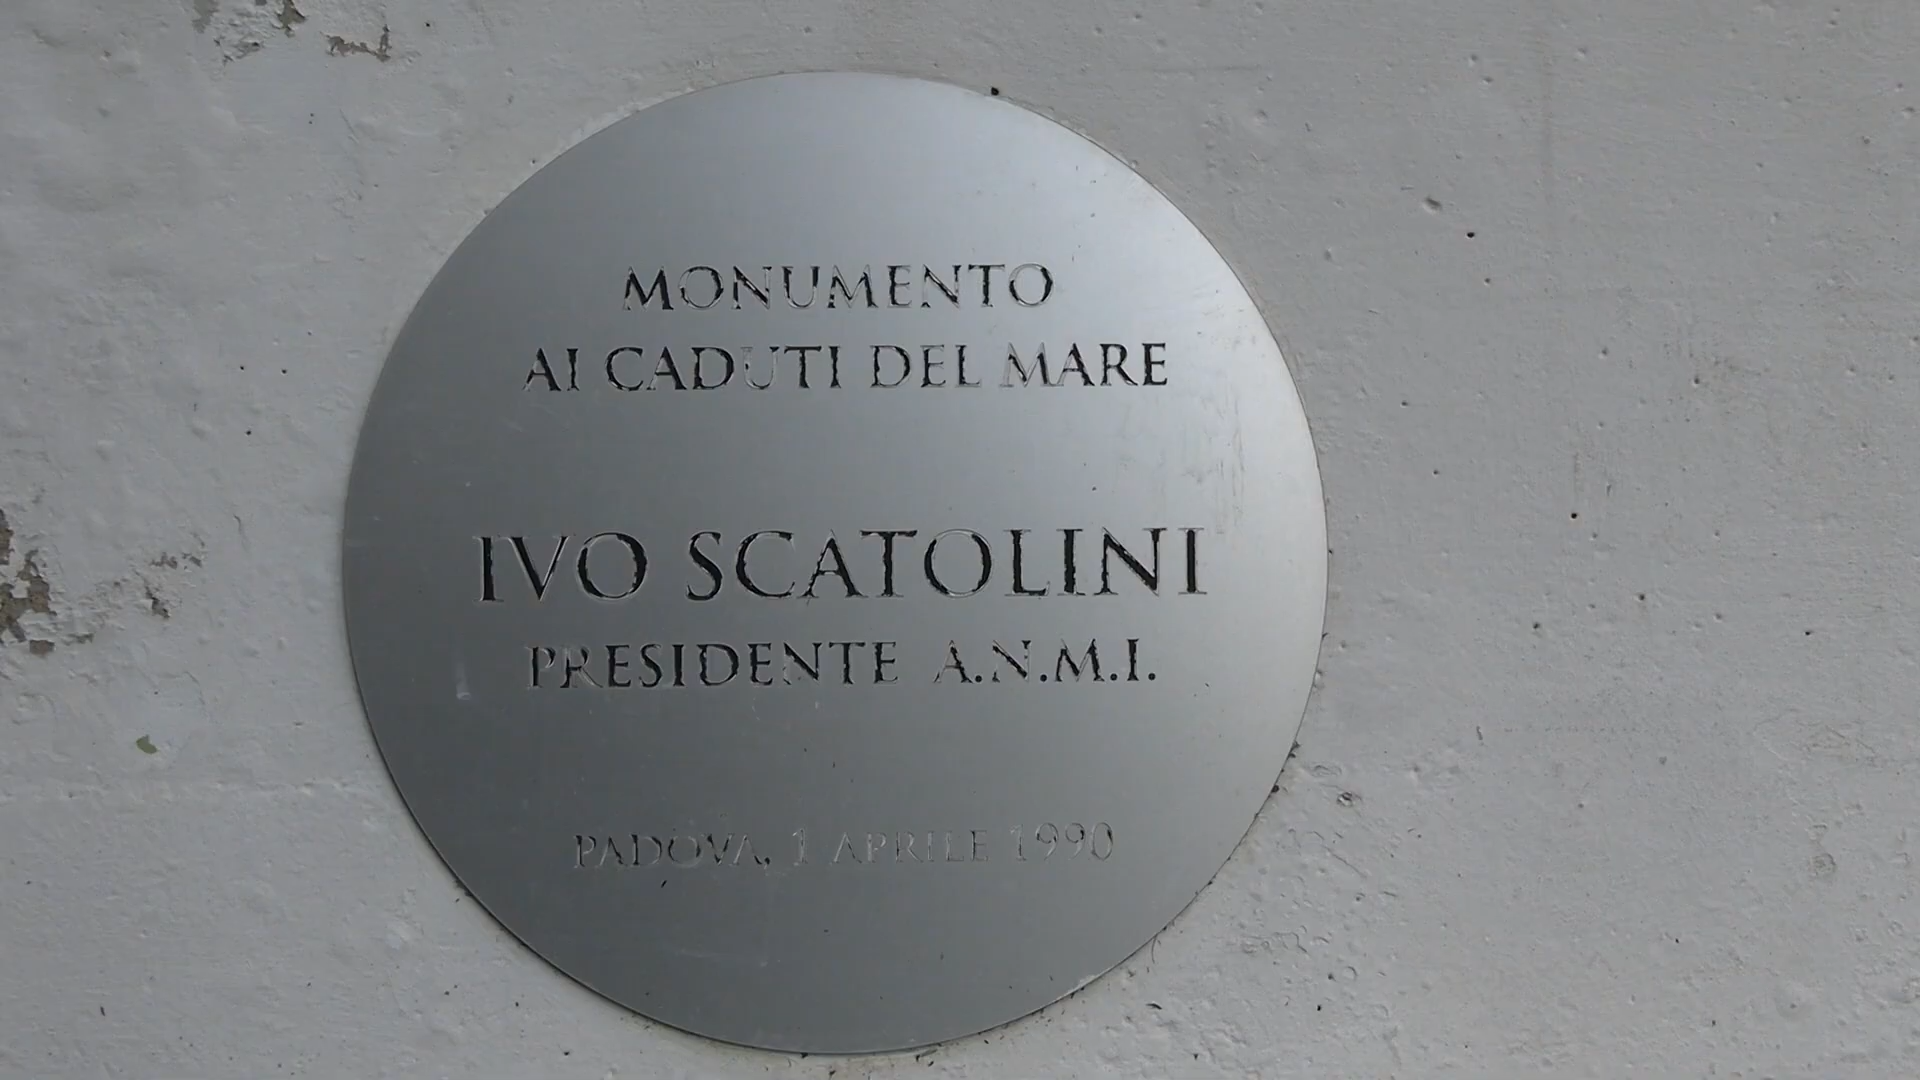 MONUMENTO
AI CADUTI DEL MARE
IVO SCATOLINI
PRESIDENTE A.N.M.I.
PADOVA, 1 APRILE 1990